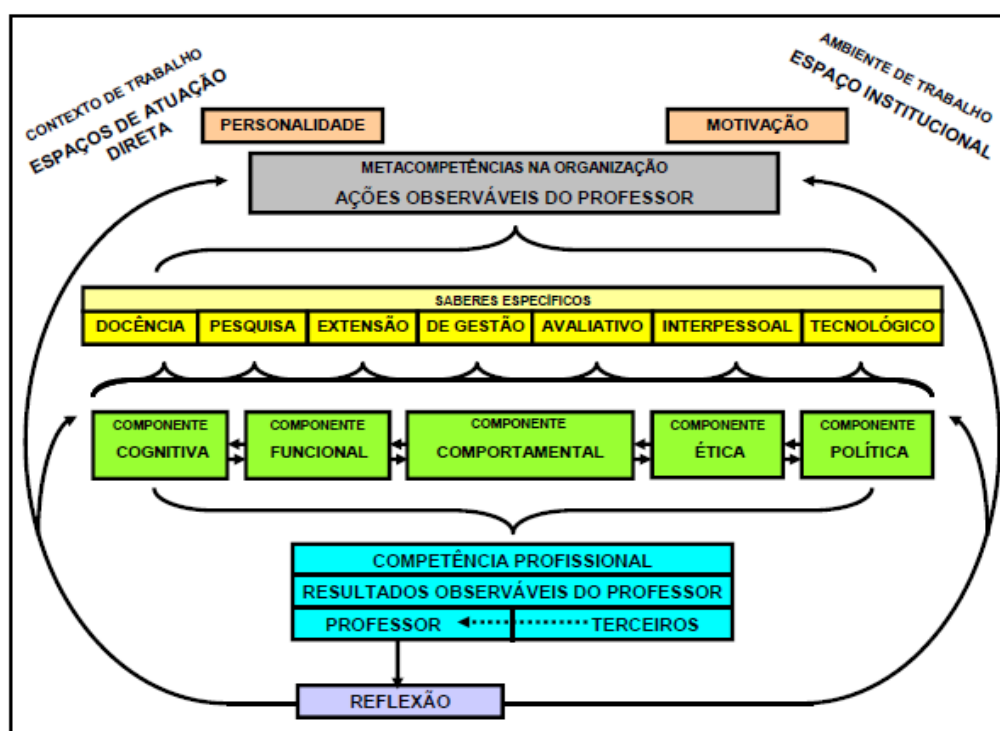 CONTEXTO DE TRABALHO
ESPAÇOS DE ATUAÇÃO
DIRETA
AMBIENTE DE TRABALHO
ESPAÇO INSTITUCIONAL
PERSONALIDADE
MOTIVAÇÃO
METACOMPETÊNCIAS NA ORGANIZAÇÃO
AÇÕES OBSERVÁVEIS DO PROFESSOR
SABERES ESPECÍFICOS
DOCÊNCIA PESQUISA EXTENSÃO DE GESTÃO AVALIATIVO INTERPESSOAL TECNOLÓGICO
COMPONENTE COMPONENTE COMPONENTE COMPONENTE COMPONENTE
COGNITIVA FUNCIONAL COMPORTAMENTAL ÉTICA POLÍTICA
COMPETÊNCIA PROFISSIONAL
RESULTADOS OBSERVÁVEIS DO PROFESSOR
PROFESSOR TERCEIROS
REFLEXÃO